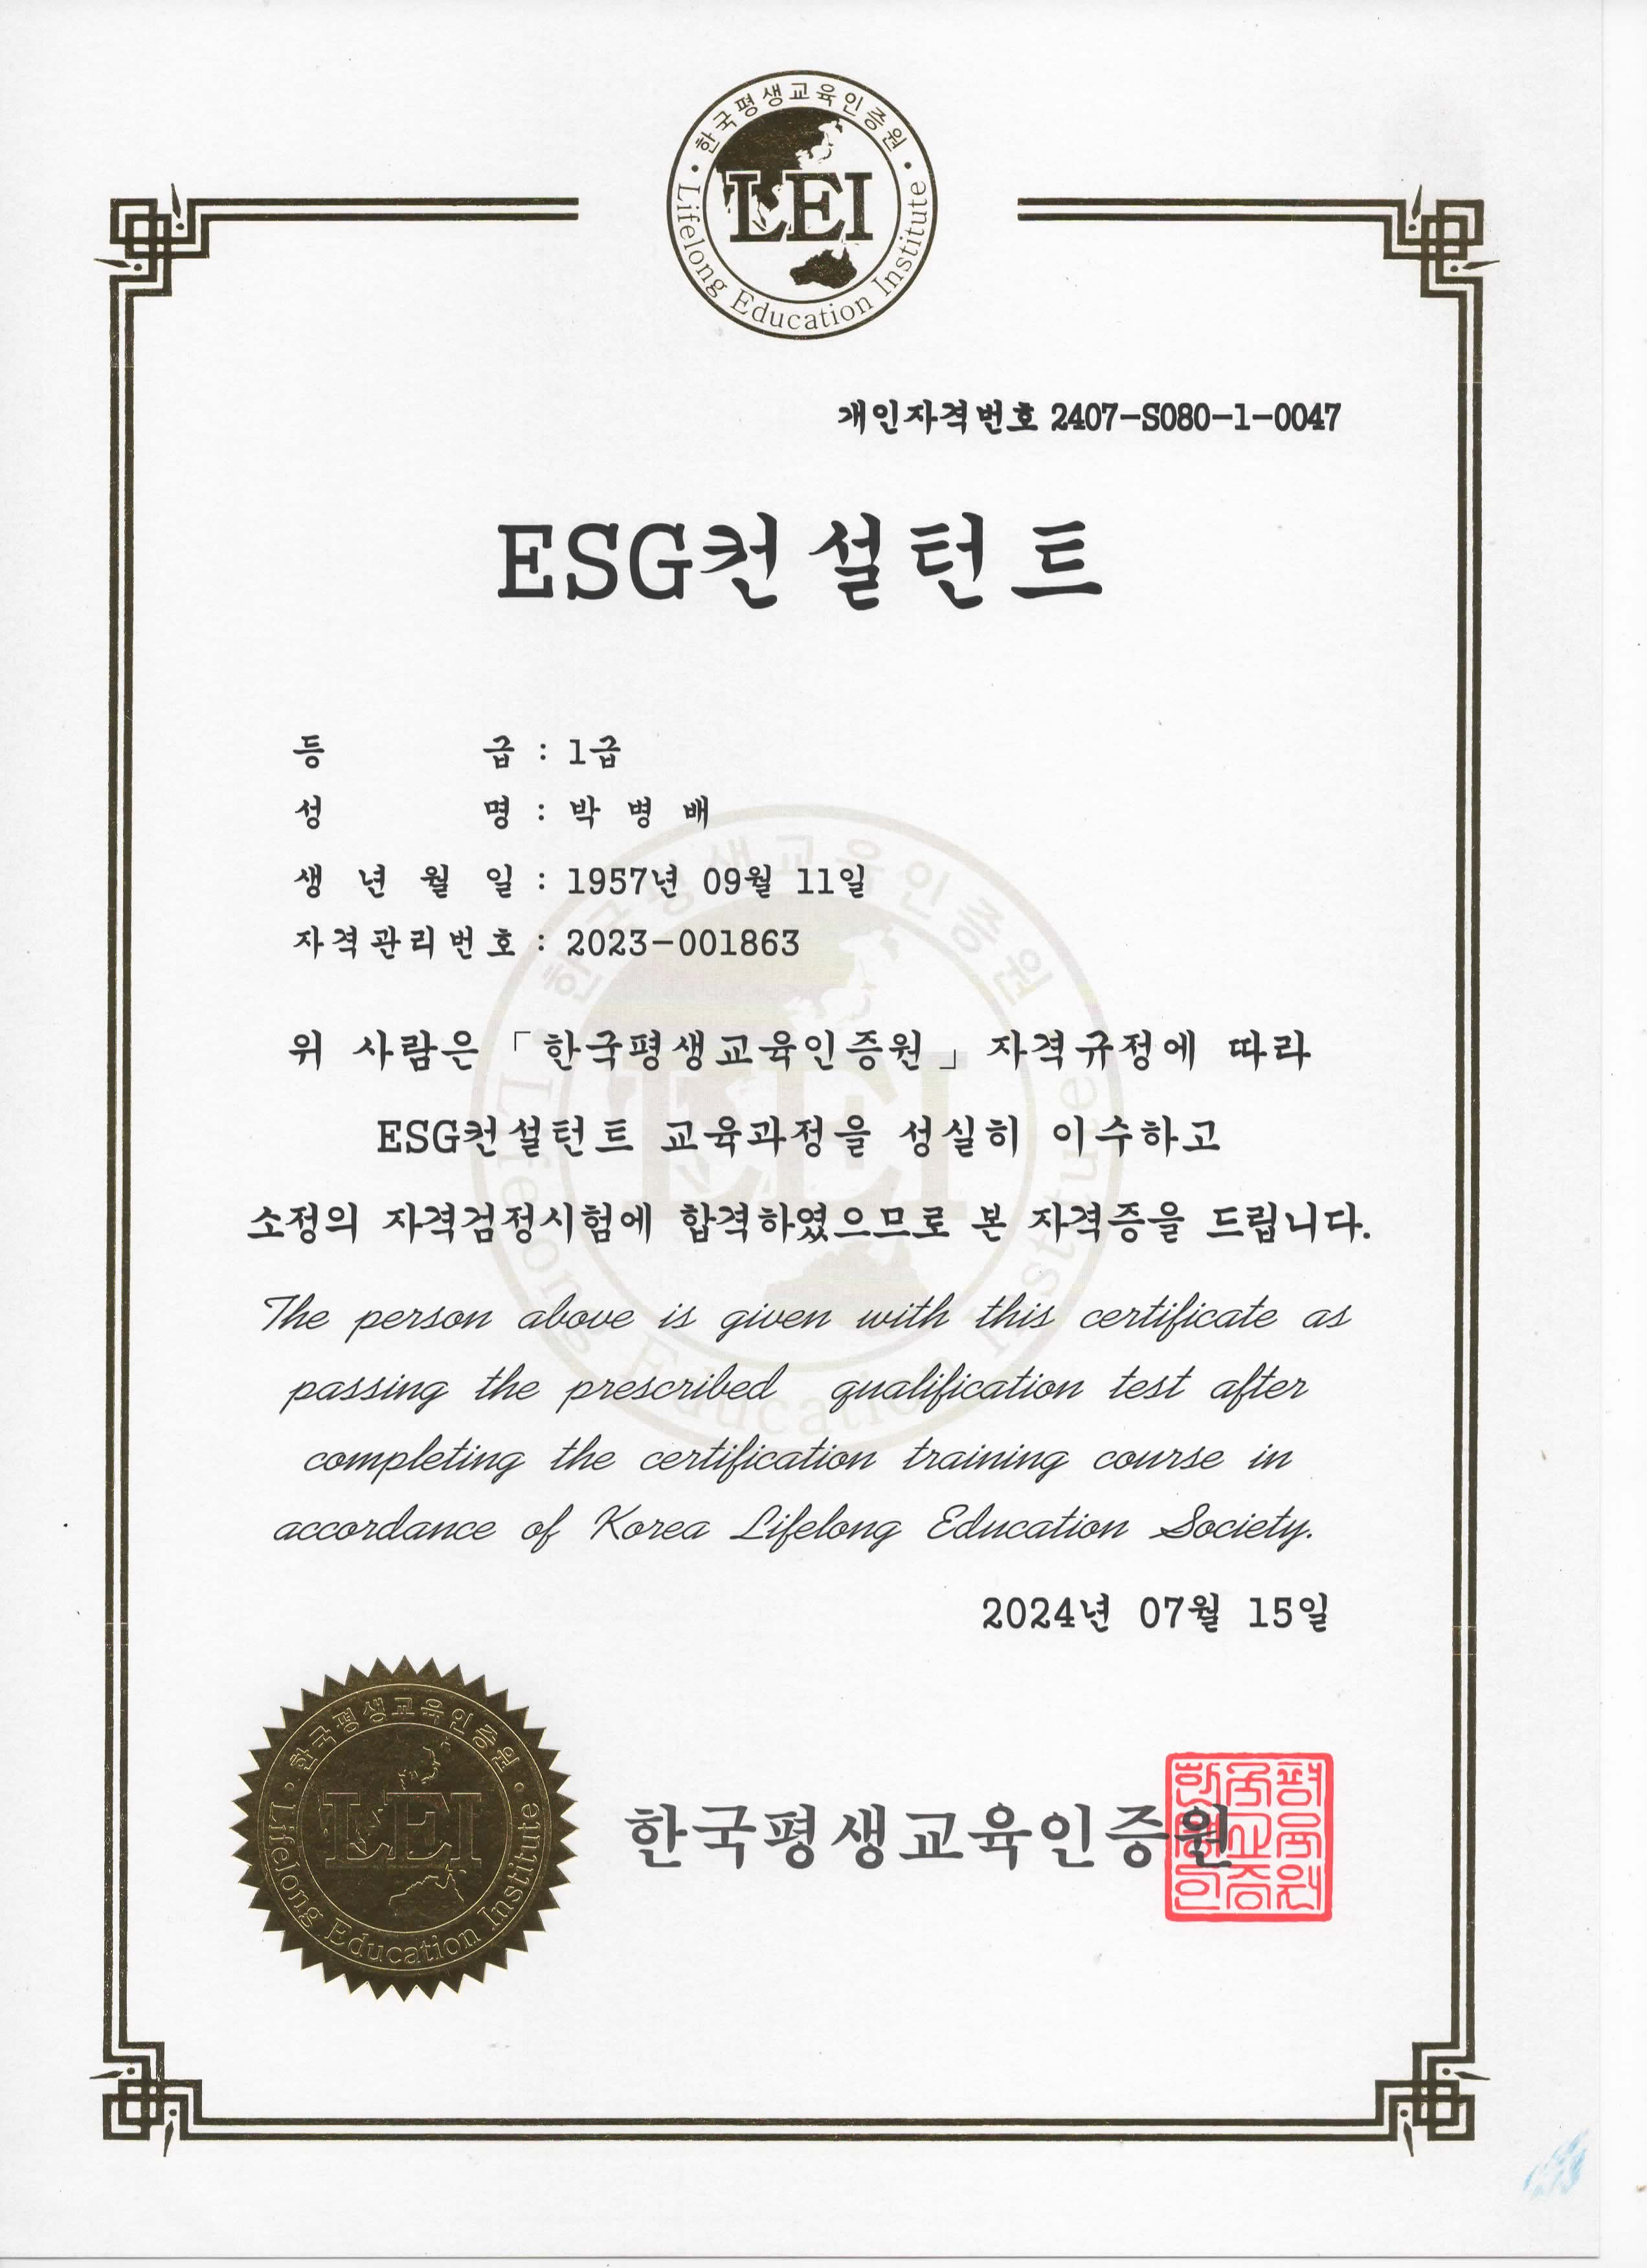 한국평생교육인증원
LEI
Lifelong Education Institute
개인자격번호 2407-S080-1-0047
ESG컨설턴트
등 급 : 1급
성 명 : 박 병 배
생 년 월 일 : 1957년 09월 11일
자격관리번호 : 2023-001863
위 사람은 「한국평생교육인증원」 자격규정에 따라
ESG컨설턴트 교육과정을 성실히 이수하고
소정의 자격검정시험에 합격하였으므로 본 자격증을 드립니다.
The person above is given with this certificate as
passing the prescribed qualification test after
completing the certification training course in
accordance of Korea Lifelong Education Society.
2024년 07월 15일
한국평생교육인증원
LEI
Lifelong Education Institute
한국평생교육인증원